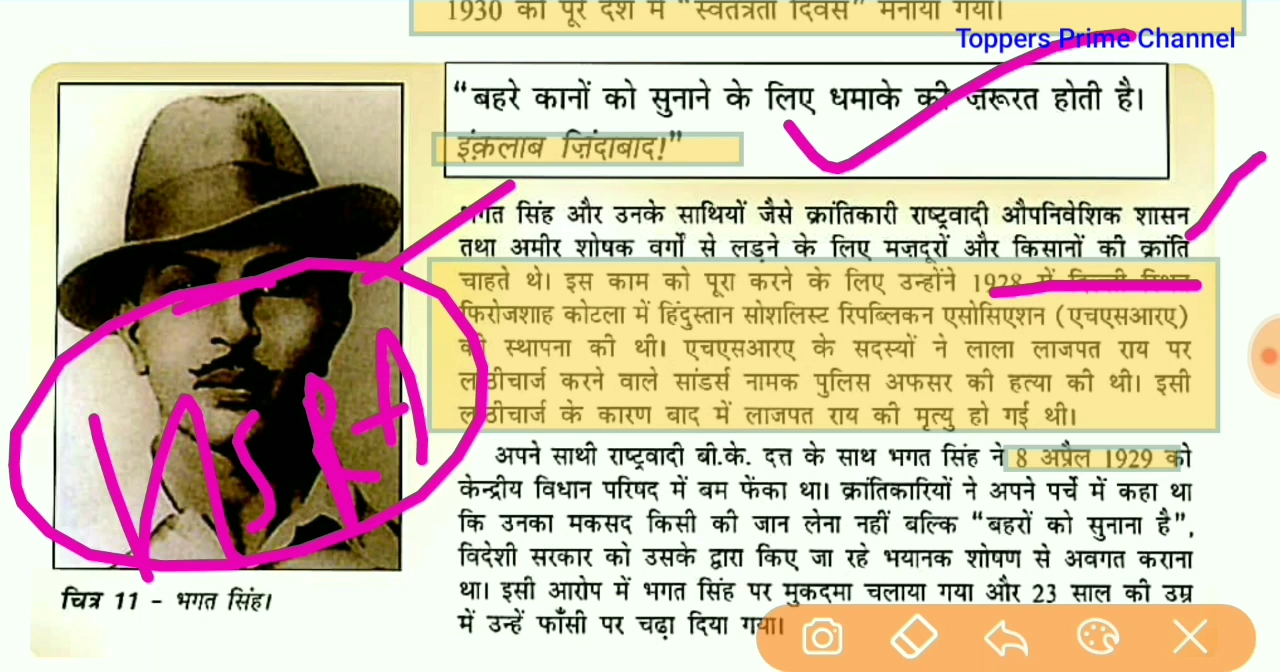 1930 को पूरे देश में “स्वतंत्रता दिवस” मनाया गया।
Toppers Prime Channel
“बहरे कानों को सुनाने के लिए धमाके की ज़रूरत होती है।
इंक़लाब ज़िंदाबाद!”
भगत सिंह और उनके साथियों जैसे क्रांतिकारी राष्ट्रवादी औपनिवेशिक शासन
तथा अमीर शोषक वर्गों से लड़ने के लिए मज़दूरों और किसानों की क्रांति
चाहते थे। इस काम को पूरा करने के लिए उन्होंने 1928 में दिल्ली स्थित
फिरोजशाह कोटला में हिंदुस्तान सोशलिस्ट रिपब्लिकन एसोसिएशन (एचएसआरए)
की स्थापना की थी। एचएसआरए के सदस्यों ने लाला लाजपत राय पर
लाठीचार्ज करने वाले सांडर्स नामक पुलिस अफसर की हत्या की थी। इसी
लाठीचार्ज के कारण बाद में लाजपत राय की मृत्यु हो गई थी।
अपने साथी राष्ट्रवादी बी.के. दत्त के साथ भगत सिंह ने 8 अप्रैल 1929 को
केन्द्रीय विधान परिषद में बम फेंका था। क्रांतिकारियों ने अपने पर्चे में कहा था
कि उनका मकसद किसी की जान लेना नहीं बल्कि “बहरों को सुनाना है”,
विदेशी सरकार को उसके द्वारा किए जा रहे भयानक शोषण से अवगत कराना
था। इसी आरोप में भगत सिंह पर मुकदमा चलाया गया और 23 साल की उम्र
में उन्हें फाँसी पर चढ़ा दिया गया।
चित्र 11 – भगत सिंह।